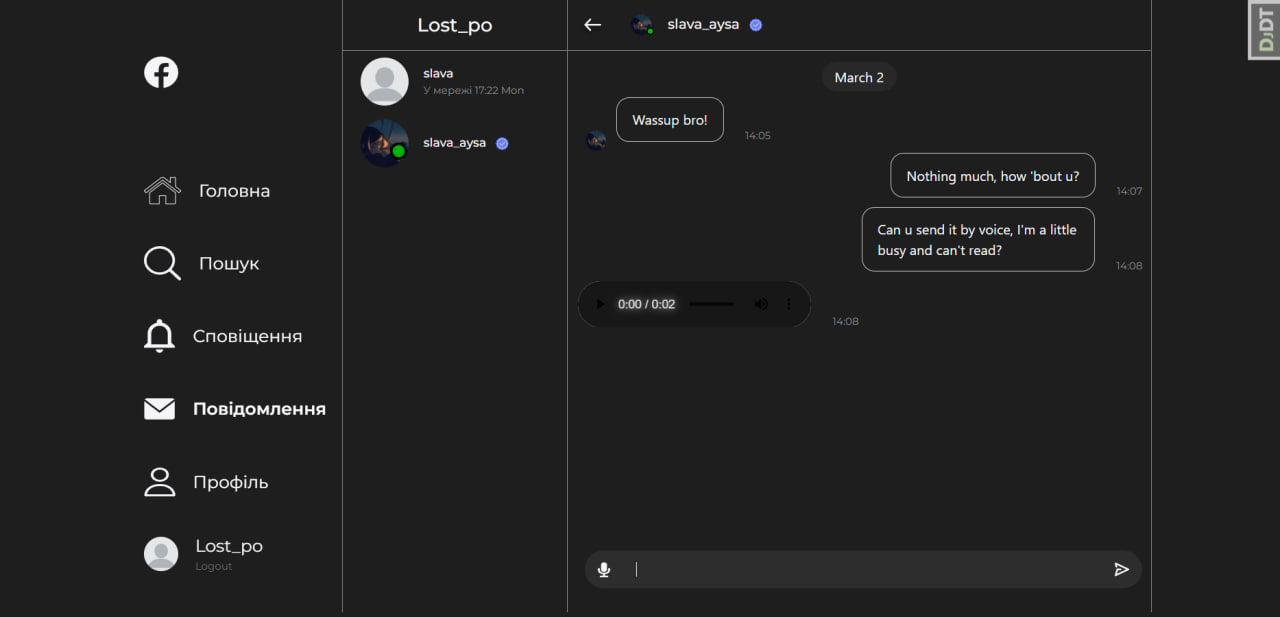 Lost_po
slava_aysa
DjDT
slava
У мережі 17:22 Mon
slava_aysa
Головна
Пошук
Сповіщення
Повідомлення
Профіль
Lost_po
Logout
March 2
Wassup bro!
14:05
Nothing much, how 'bout u?
14:07
Can u send it by voice, I'm a little
busy and can't read?
14:08
0:00 / 0:02
14:08